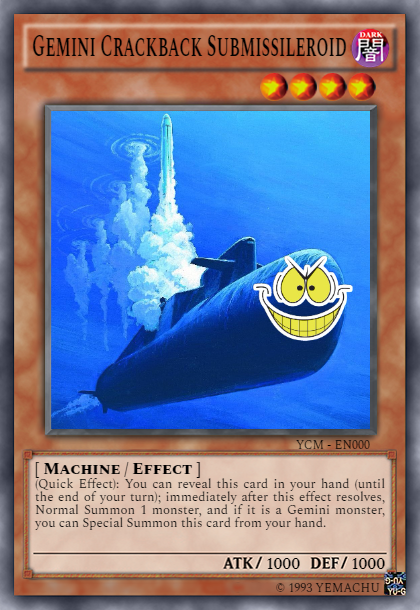 GEMINI CRACKBACK SUBMISSILEROID
DARK
闇
YCM - EN000
[ MACHINE / EFFECT ]
(Quick Effect): You can reveal this card in your hand (until
the end of your turn); immediately after this effect resolves,
Normal Summon 1 monster, and if it is a Gemini monster,
you can Special Summon this card from your hand.
ATK / 1000 DEF / 1000
© 1993 YEMACHU